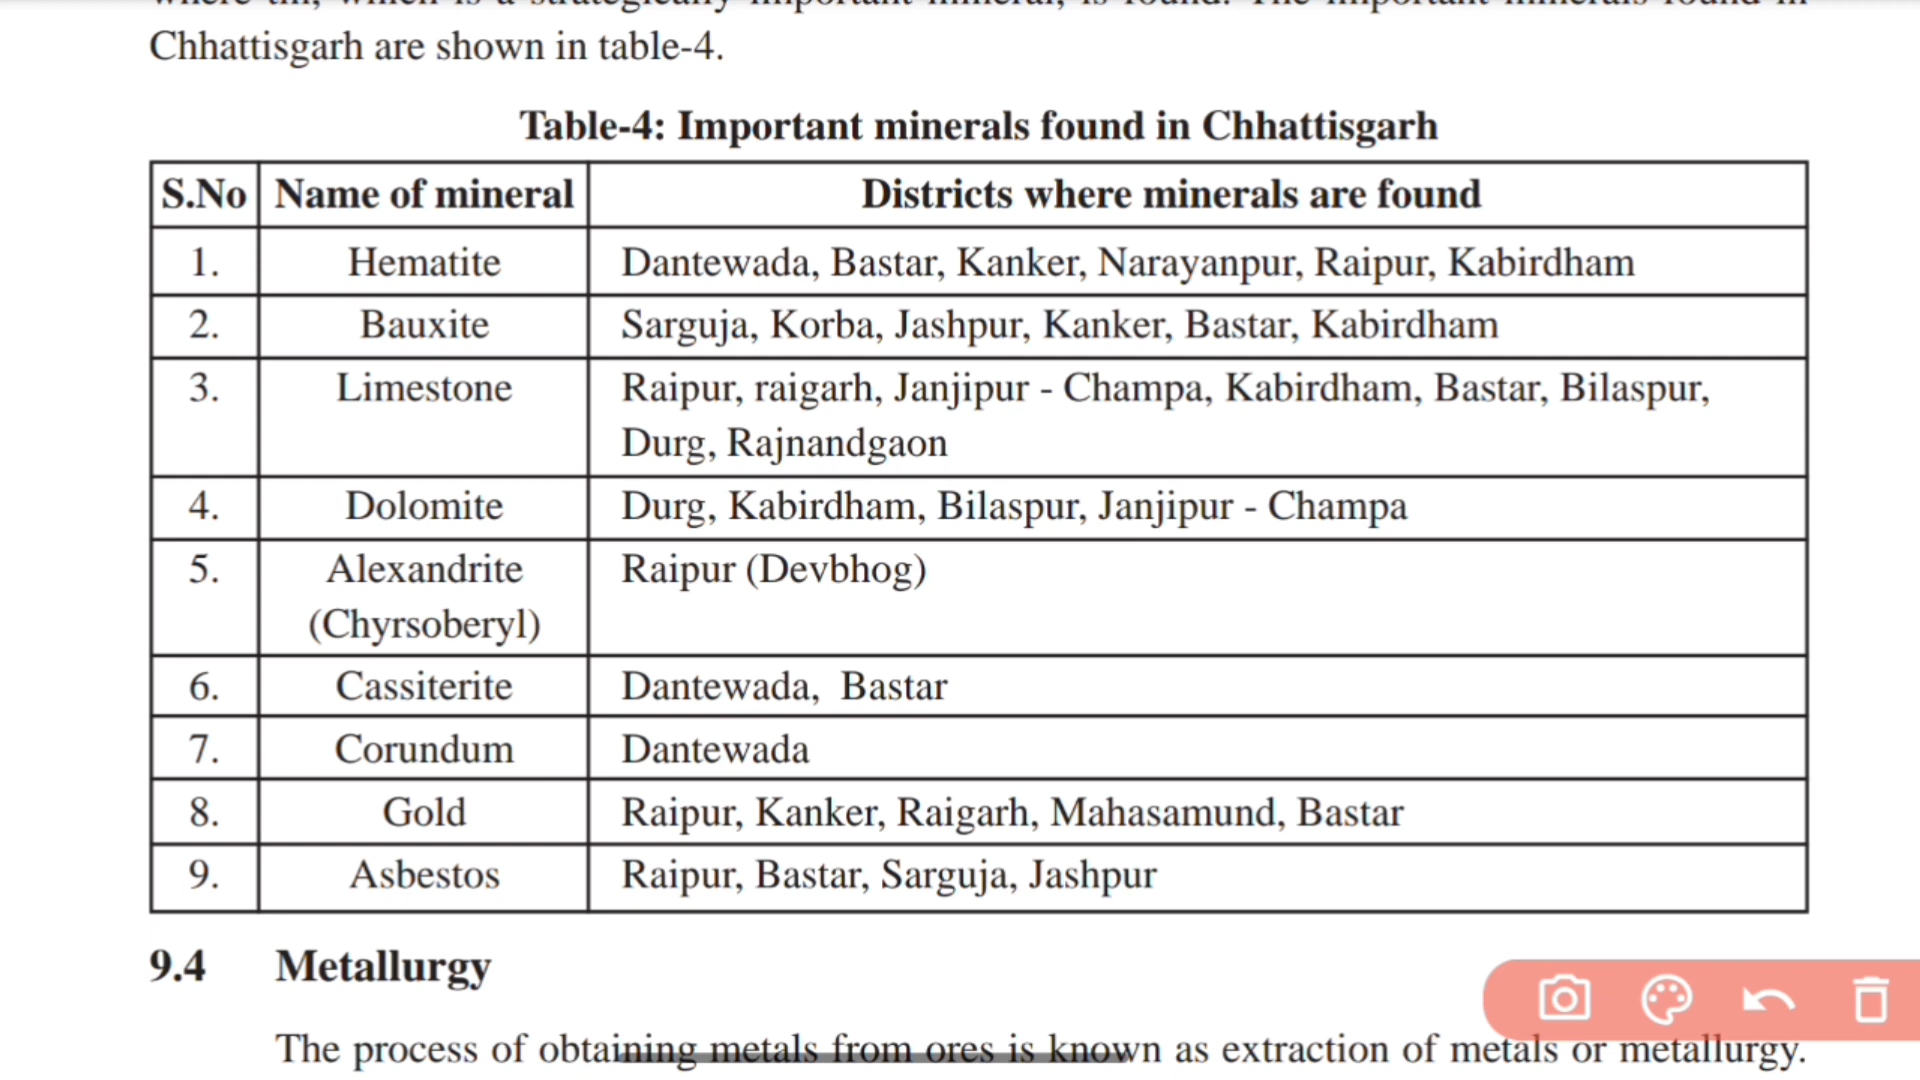 Chhattisgarh are shown in table-4.
Table-4: Important minerals found in Chhattisgarh
S.No Name of mineral Districts where minerals are found
1. Hematite Dantewada, Bastar, Kanker, Narayanpur, Raipur, Kabirdham
2. Bauxite Sarguja, Korba, Jashpur, Kanker, Bastar, Kabirdham
3. Limestone Raipur, raigarh, Janjipur - Champa, Kabirdham, Bastar, Bilaspur,
Durg, Rajnandgaon
4. Dolomite Durg, Kabirdham, Bilaspur, Janjipur - Champa
5. Alexandrite Raipur (Devbhog)
(Chyrsoberyl)
6. Cassiterite Dantewada, Bastar
7. Corundum Dantewada
8. Gold Raipur, Kanker, Raigarh, Mahasamund, Bastar
9. Asbestos Raipur, Bastar, Sarguja, Jashpur
9.4 Metallurgy
The process of obtaining metals from ores is known as extraction of metals or metallurgy.